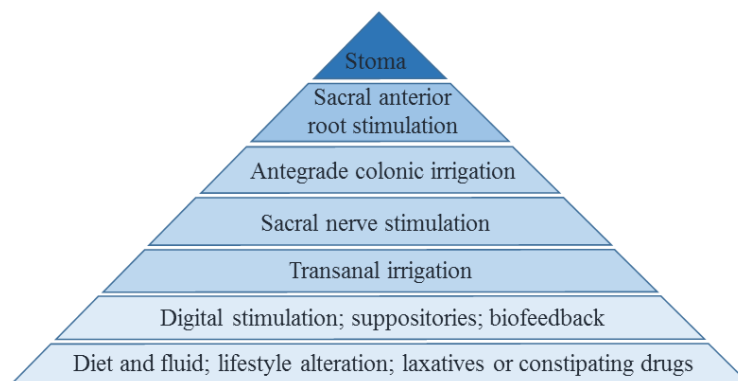 Stoma
Sacral anterior
root stimulation
Antegrade colonic irrigation
Sacral nerve stimulation
Transanal irrigation
Digital stimulation; suppositories; biofeedback
Diet and fluid; lifestyle alteration; laxatives or constipating drugs